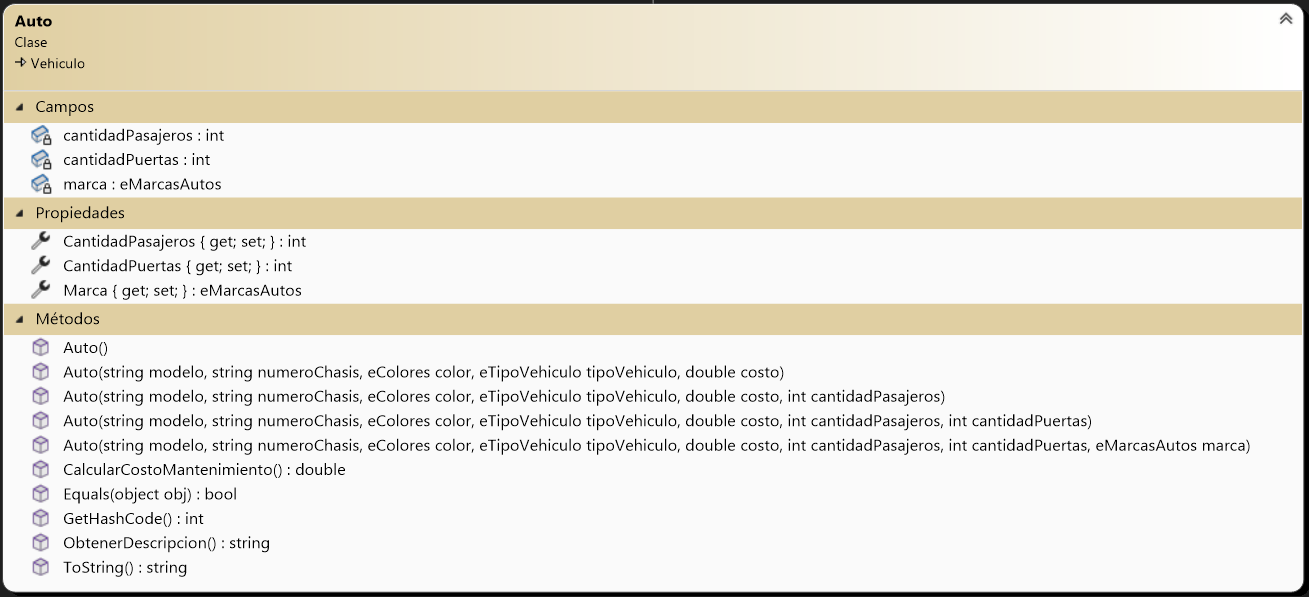 Auto
Clase
Vehiculo
Campos
cantidadPasajeros : int
cantidadPuertas : int
marca : eMarcasAutos
Propiedades
CantidadPasajeros { get; set; } : int
CantidadPuertas { get; set; } : int
Marca { get; set; } : eMarcasAutos
Métodos
Auto()
Auto(string modelo, string numeroChasis, eColores color, eTipoVehiculo tipoVehiculo, double costo)
Auto(string modelo, string numeroChasis, eColores color, eTipoVehiculo tipoVehiculo, double costo, int cantidadPasajeros)
Auto(string modelo, string numeroChasis, eColores color, eTipoVehiculo tipoVehiculo, double costo, int cantidadPasajeros, int cantidadPuertas)
Auto(string modelo, string numeroChasis, eColores color, eTipoVehiculo tipoVehiculo, double costo, int cantidadPasajeros, int cantidadPuertas, eMarcasAutos marca)
CalcularCostoMantenimiento() : double
Equals(object obj) : bool
GetHashCode() : int
ObtenerDescripcion() : string
ToString() : string